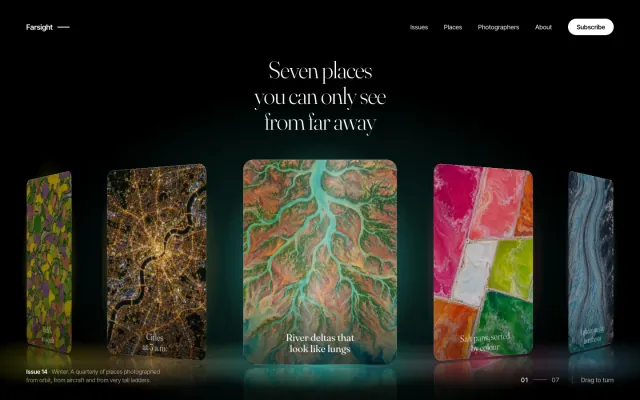 Farsight
Issues
Places
Photographers
About
Subscribe
Seven places
you can only see
from far away
Cities
at 3 a.m.
River deltas that
look like lungs
Salt pans, sorted
by colour
Issue 14 Winter. A quarterly of places photographed
from orbit, from aircraft and from very tall ladders.
01
07
Drag to turn